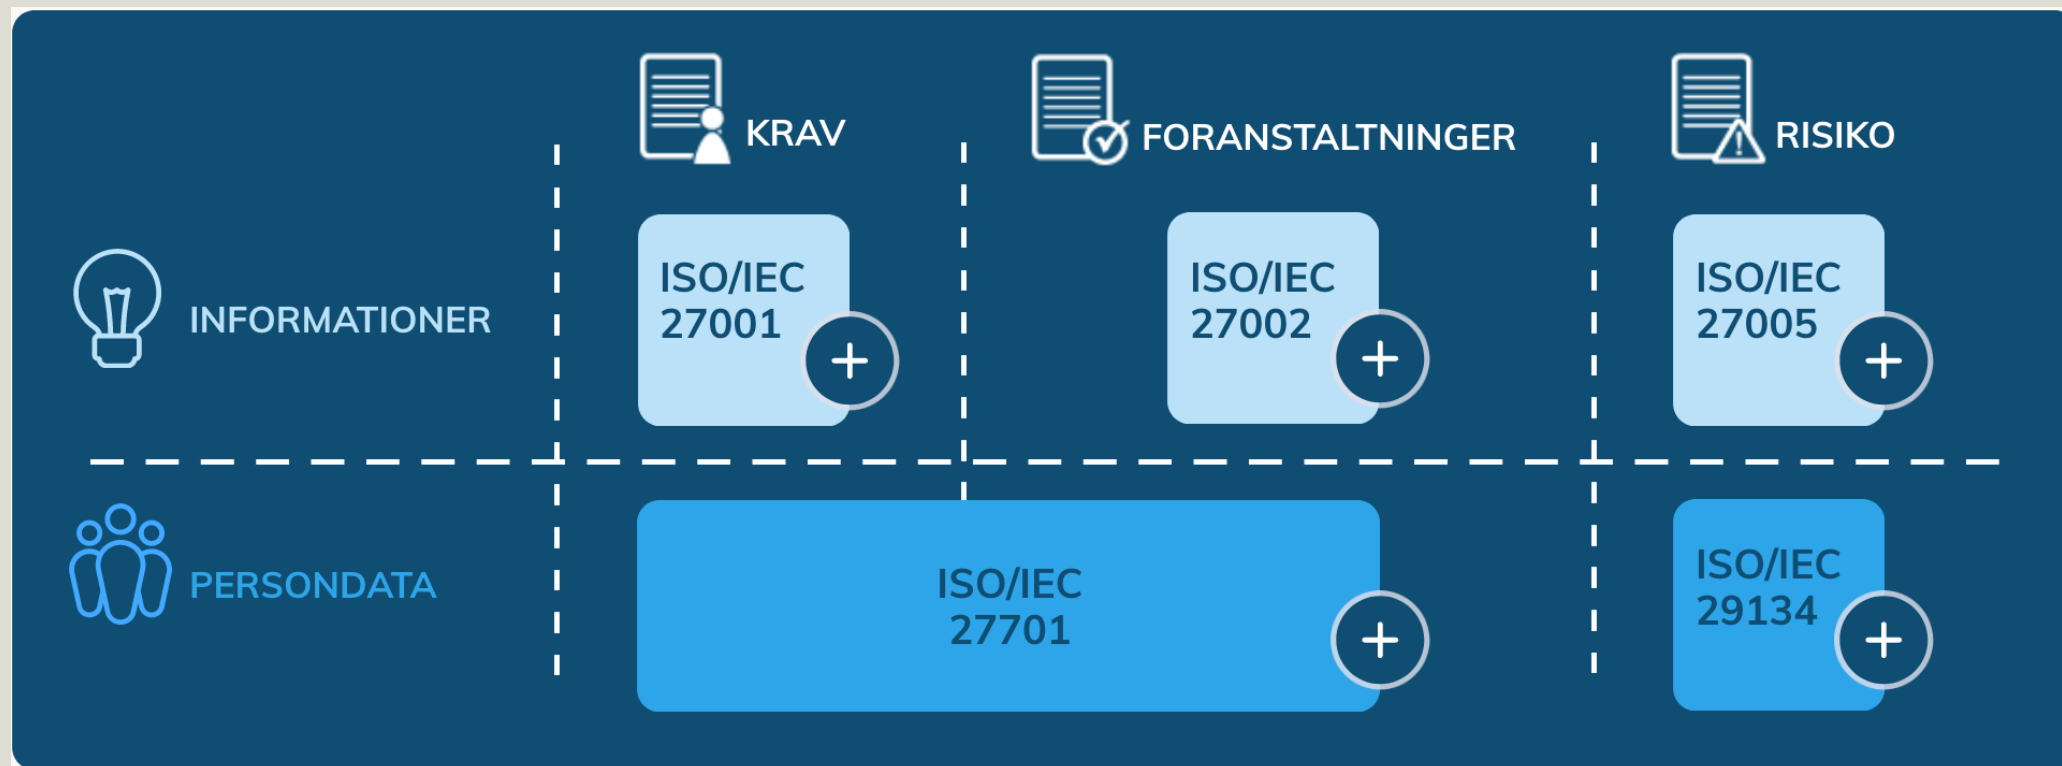 KRAV
FORANSTALTNINGER
RISIKO
INFORMATIONER
ISO/IEC
27001
ISO/IEC
27002
ISO/IEC
27005
PERSONDATA
ISO/IEC
27701
ISO/IEC
29134